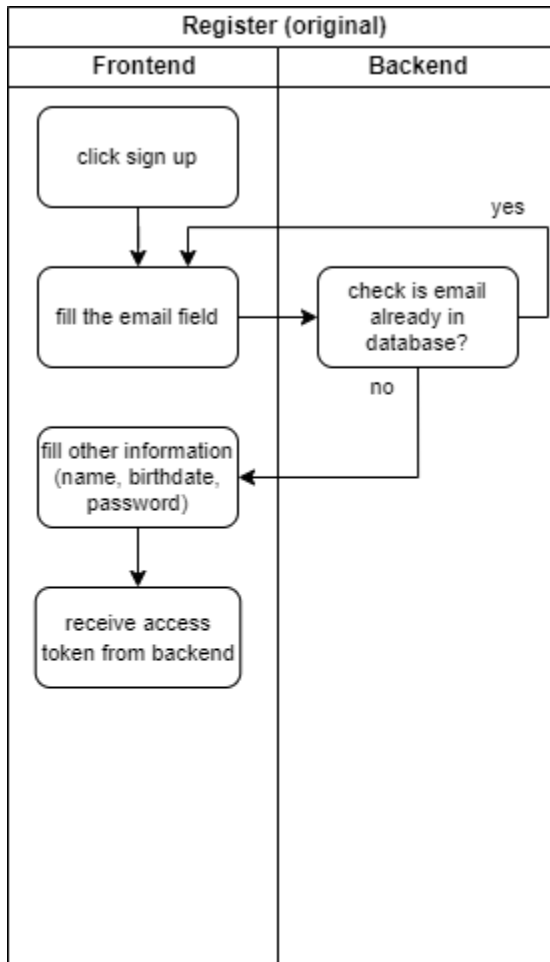 Register (original)
Frontend
Backend
click sign up
yes
fill the email field
check is email
already in
database?
no
fill other information
(name, birthdate,
password)
receive access
token from backend